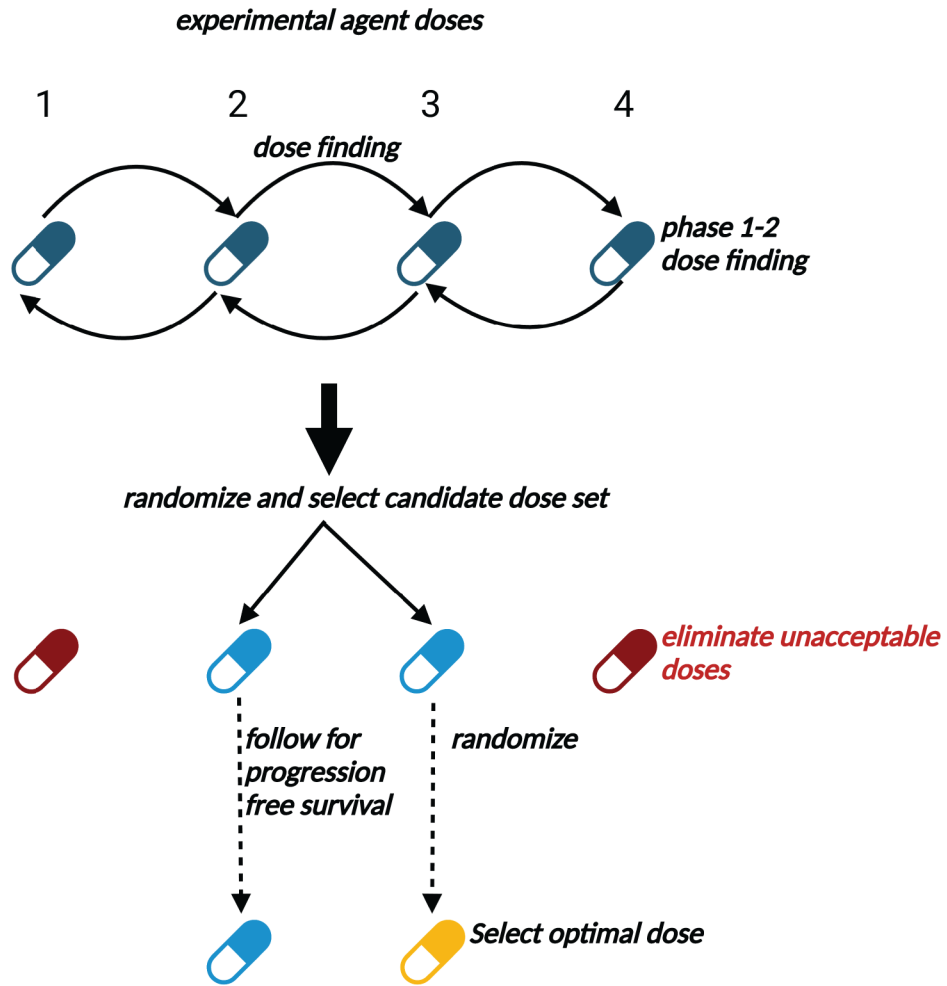 experimental agent doses
1 2 3 4
dose finding
phase 1-2
dose finding
randomize and select candidate dose set
eliminate unacceptable
doses
follow for
progression
free survival
randomize
Select optimal dose